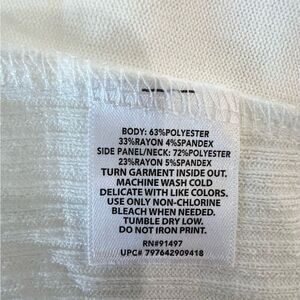 BODY: 63%POLYESTER
33%RAYON 4%SPANDEX
SIDE PANEL/NECK: 72%POLYESTER
23%RAYON 5%SPANDEX
TURN GARMENT INSIDE OUT.
MACHINE WASH COLD
DELICATE WITH LIKE COLORS.
USE ONLY NON-CHLORINE
BLEACH WHEN NEEDED.
TUMBLE DRY LOW.
DO NOT IRON PRINT.
RN#91497
UPC# 797642909418